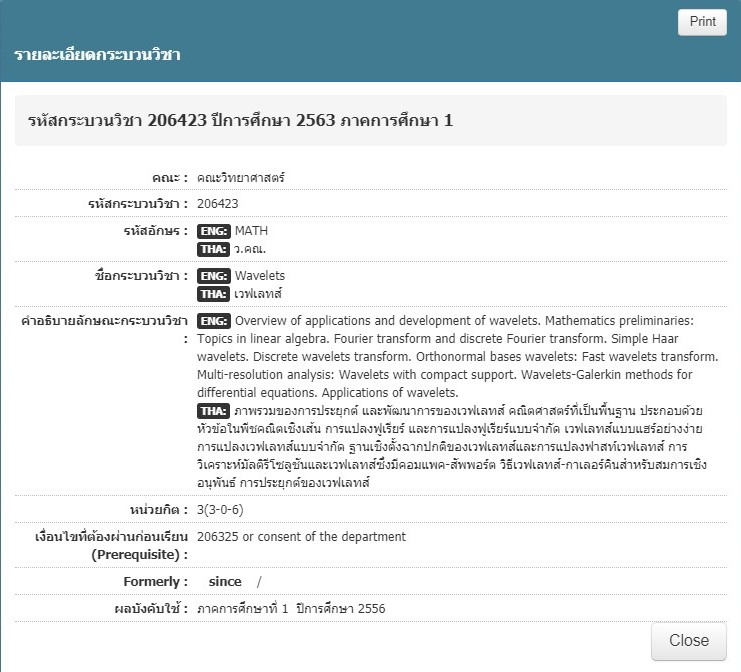 Print
รายละเอียดกระบวนวิชา
รหัสกระบวนวิชา 206423 ปีการศึกษา 2563 ภาคการศึกษา 1
คณะ : คณะวิทยาศาสตร์
รหัสกระบวนวิชา : 206423
รหัสอักษร : ENG: MATH
THA: ว.คณ.
ชื่อกระบวนวิชา : ENG: Wavelets
THA: เวฟเลทส์
คำอธิบายลักษณะกระบวนวิชา : ENG: Overview of applications and development of wavelets. Mathematics preliminaries:
Topics in linear algebra. Fourier transform and discrete Fourier transform. Simple Haar
wavelets. Discrete wavelets transform. Orthonormal bases wavelets: Fast wavelets transform.
Multi-resolution analysis: Wavelets with compact support. Wavelets-Galerkin methods for
differential equations. Applications of wavelets.
THA: ภาพรวมของการประยุกต์ และพัฒนาการของเวฟเลทส์ คณิตศาสตร์ที่เป็นพื้นฐาน ประกอบด้วย
หัวข้อในพีชคณิตเชิงเส้น การแปลงฟูเรียร์ และการแปลงฟูเรียร์แบบจำกัด เวฟเลทส์แบบแฮร์อย่างง่าย
การแปลงเวฟเลทส์แบบจำกัด ฐานเชิงตั้งฉากปกติของเวฟเลทส์และการแปลงฟาสท์เวฟเลทส์ การ
วิเคราะห์มัลติรีโซลูชันและเวฟเลทส์ซึ่งมีคอมแพค-สัพพอร์ต วิธีเวฟเลทส์-กาเลอร์คินสำหรับสมการเชิง
อนุพันธ์ การประยุกต์ของเวฟเลทส์
หน่วยกิต : 3(3-0-6)
เงื่อนไขที่ต้องผ่านก่อนเรียน 206325 or consent of the department
(Prerequisite) :
Formerly : since /
ผลบังคับใช้ : ภาคการศึกษาที่ 1 ปีการศึกษา 2556
Close